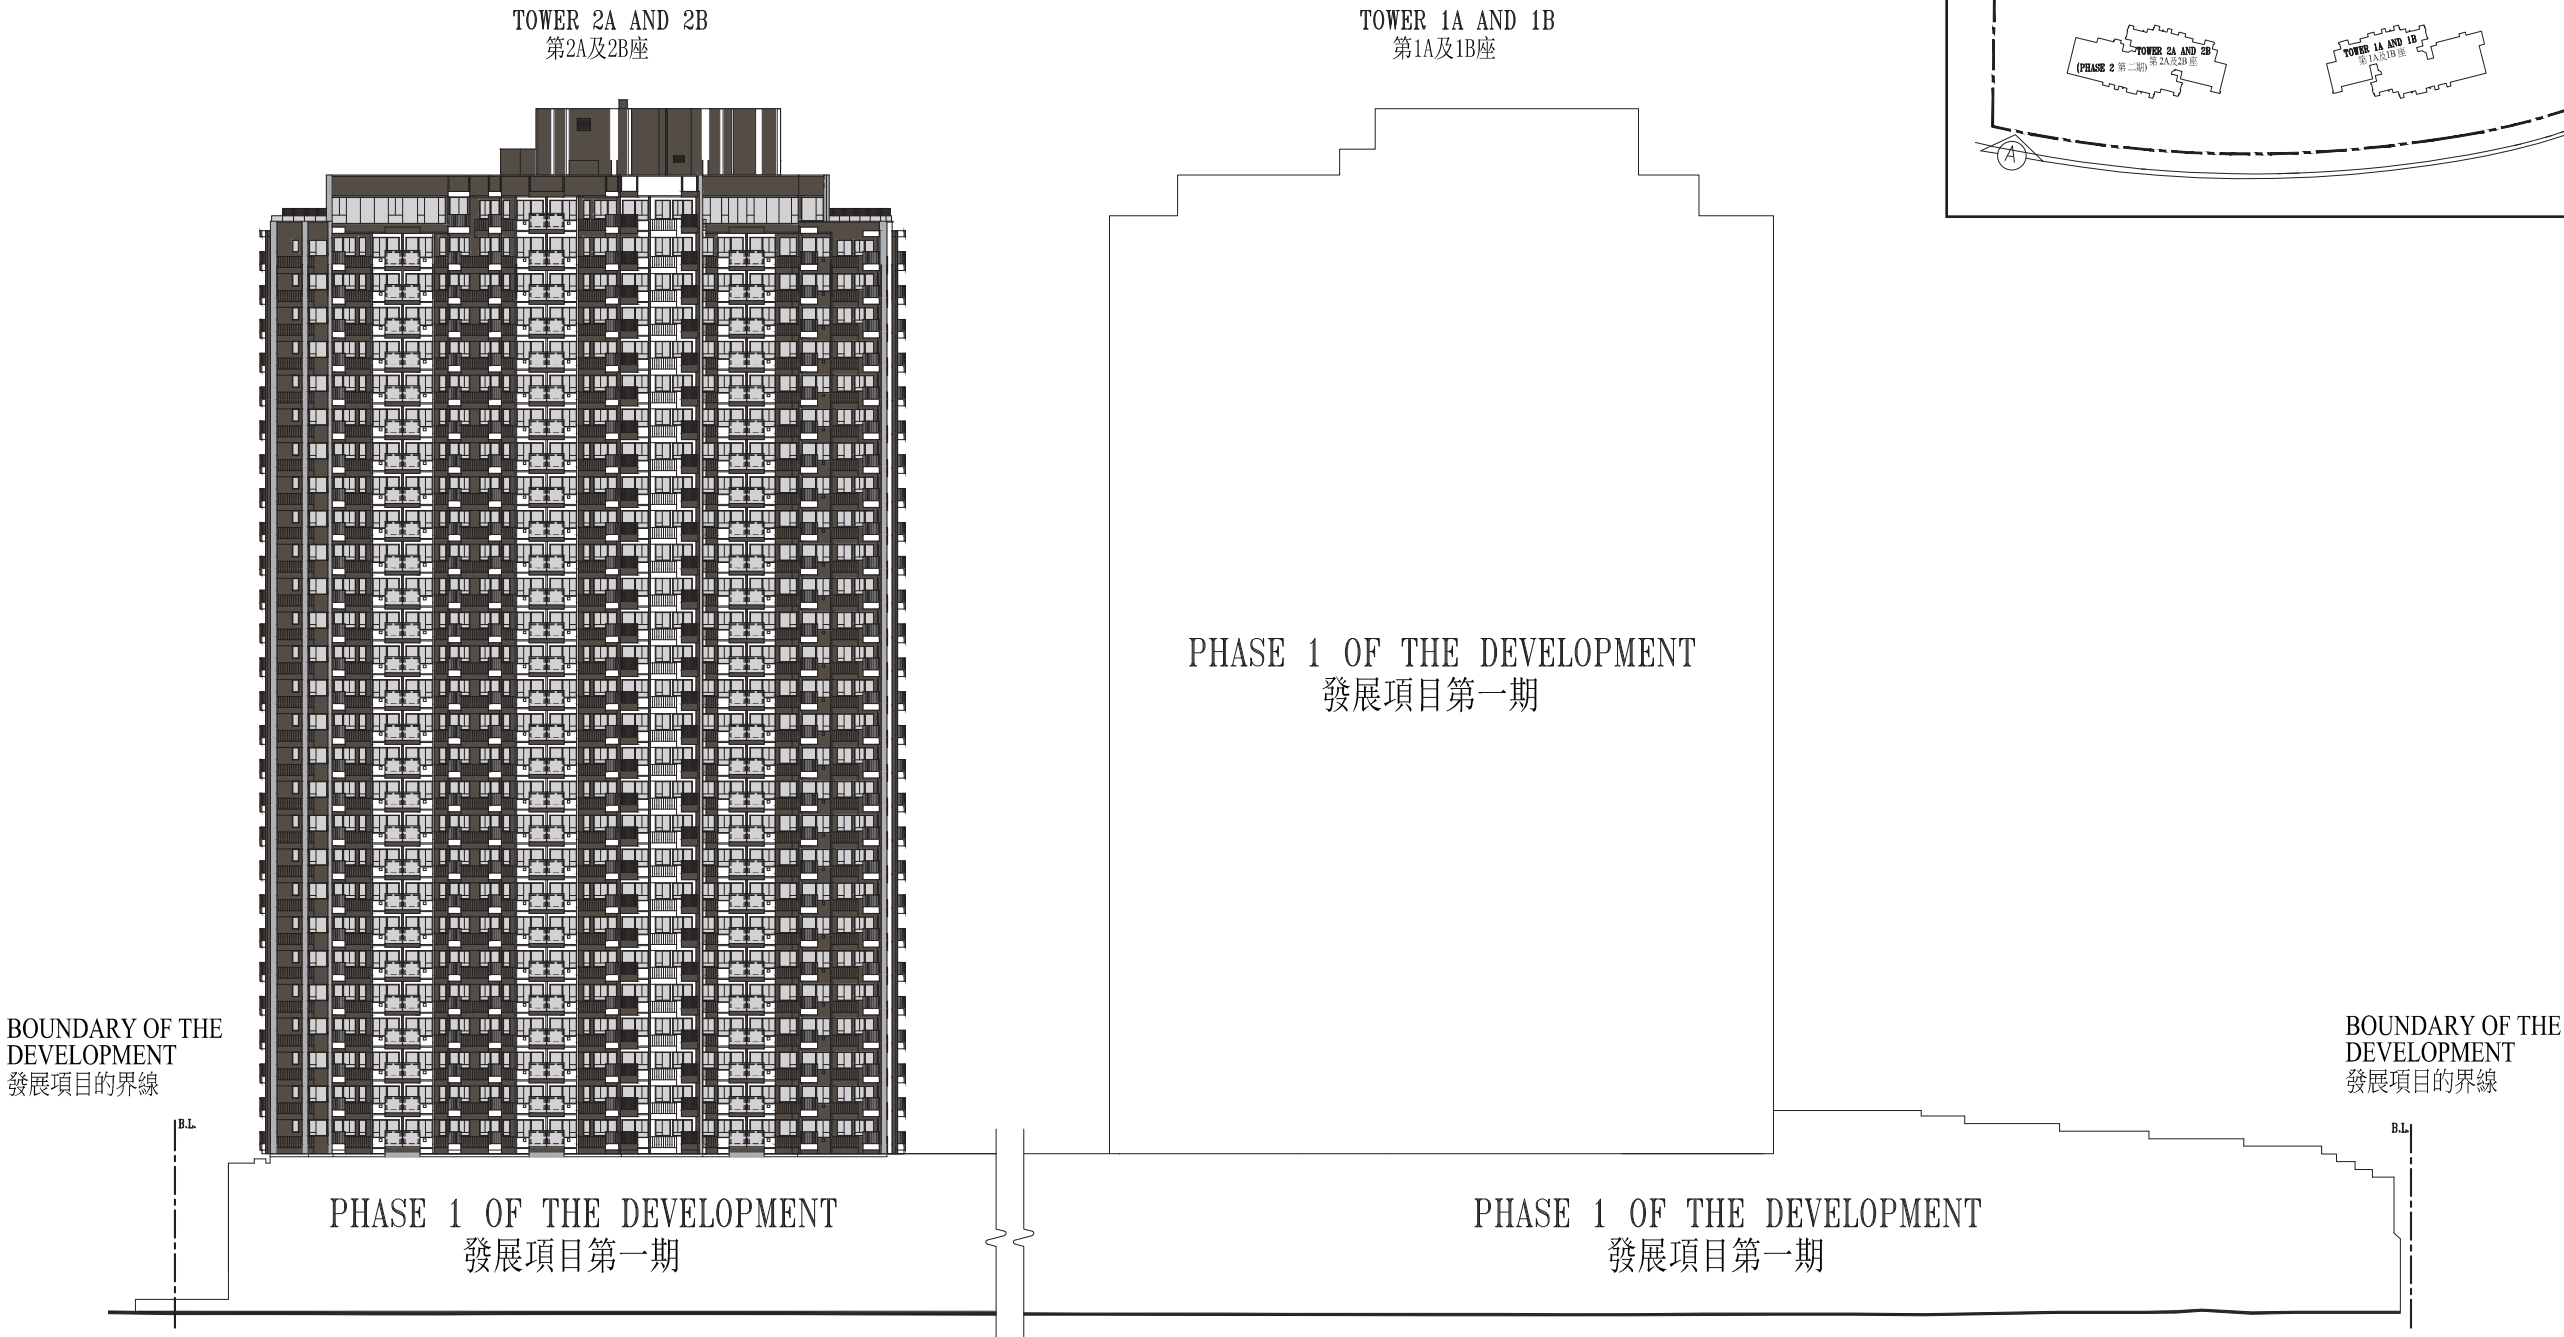 TOWER 2A AND 2B
第2A及2B座
TOWER 1A AND 1B
第1A及1B座
TOWER 2A AND 2B
第2A及2B座
(PHASE 2 第二期)
TOWER 1A AND 1B
第1A及1B座
A
PHASE 1 OF THE DEVELOPMENT
發展項目第一期
BOUNDARY OF THE
DEVELOPMENT
發展項目的界線
B.L.
BOUNDARY OF THE
DEVELOPMENT
發展項目的界線
B.L.
PHASE 1 OF THE DEVELOPMENT
發展項目第一期
PHASE 1 OF THE DEVELOPMENT
發展項目第一期